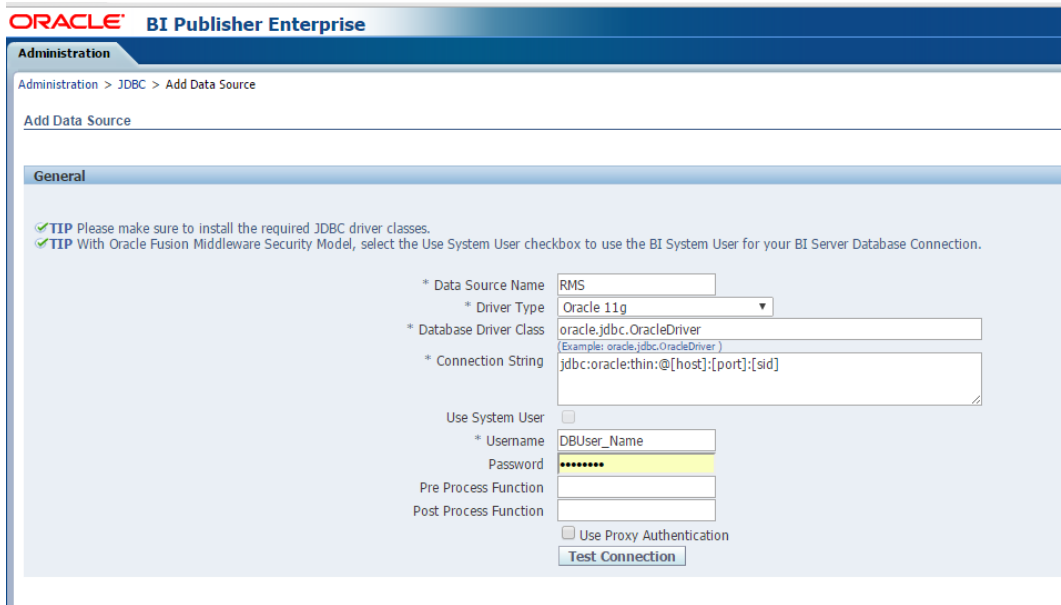 ORACLE® BI Publisher Enterprise
Administration
Administration > JDBC > Add Data Source
Add Data Source
General
TIP Please make sure to install the required JDBC driver classes.
TIP With Oracle Fusion Middleware Security Model, select the Use System User checkbox to use the BI System User for your BI Server Database Connection.
* Data Source Name RMS
* Driver Type Oracle 11g
* Database Driver Class oracle.jdbc.OracleDriver
(Example: oracle.jdbc.OracleDriver )
* Connection String jdbc:oracle:thin:@[host]:[port]:[sid]
Use System User
* Username DBUser_Name
Password ••••••••
Pre Process Function
Post Process Function
Use Proxy Authentication
Test Connection